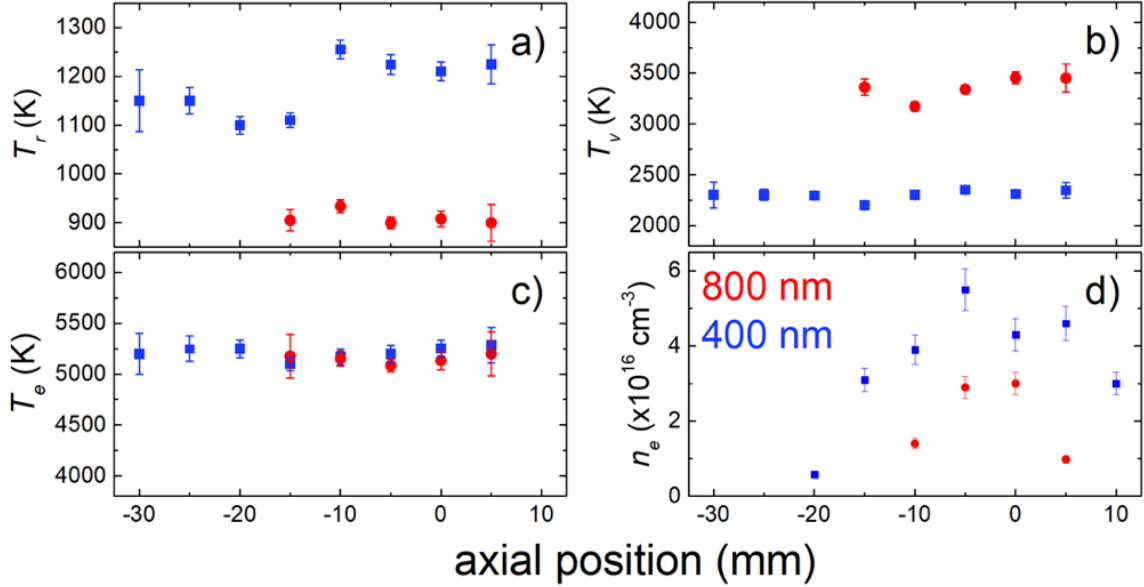 1300
1200
1100
1000
900
T_r (K)
a)
4000
3500
3000
2500
2000
T_v (K)
b)
6000
5500
5000
4500
4000
T_e (K)
c)
-30 -20 -10 0 10
6
4
2
0
n_e (x10^16 cm^-3)
800 nm
400 nm
d)
-30 -20 -10 0 10
axial position (mm)